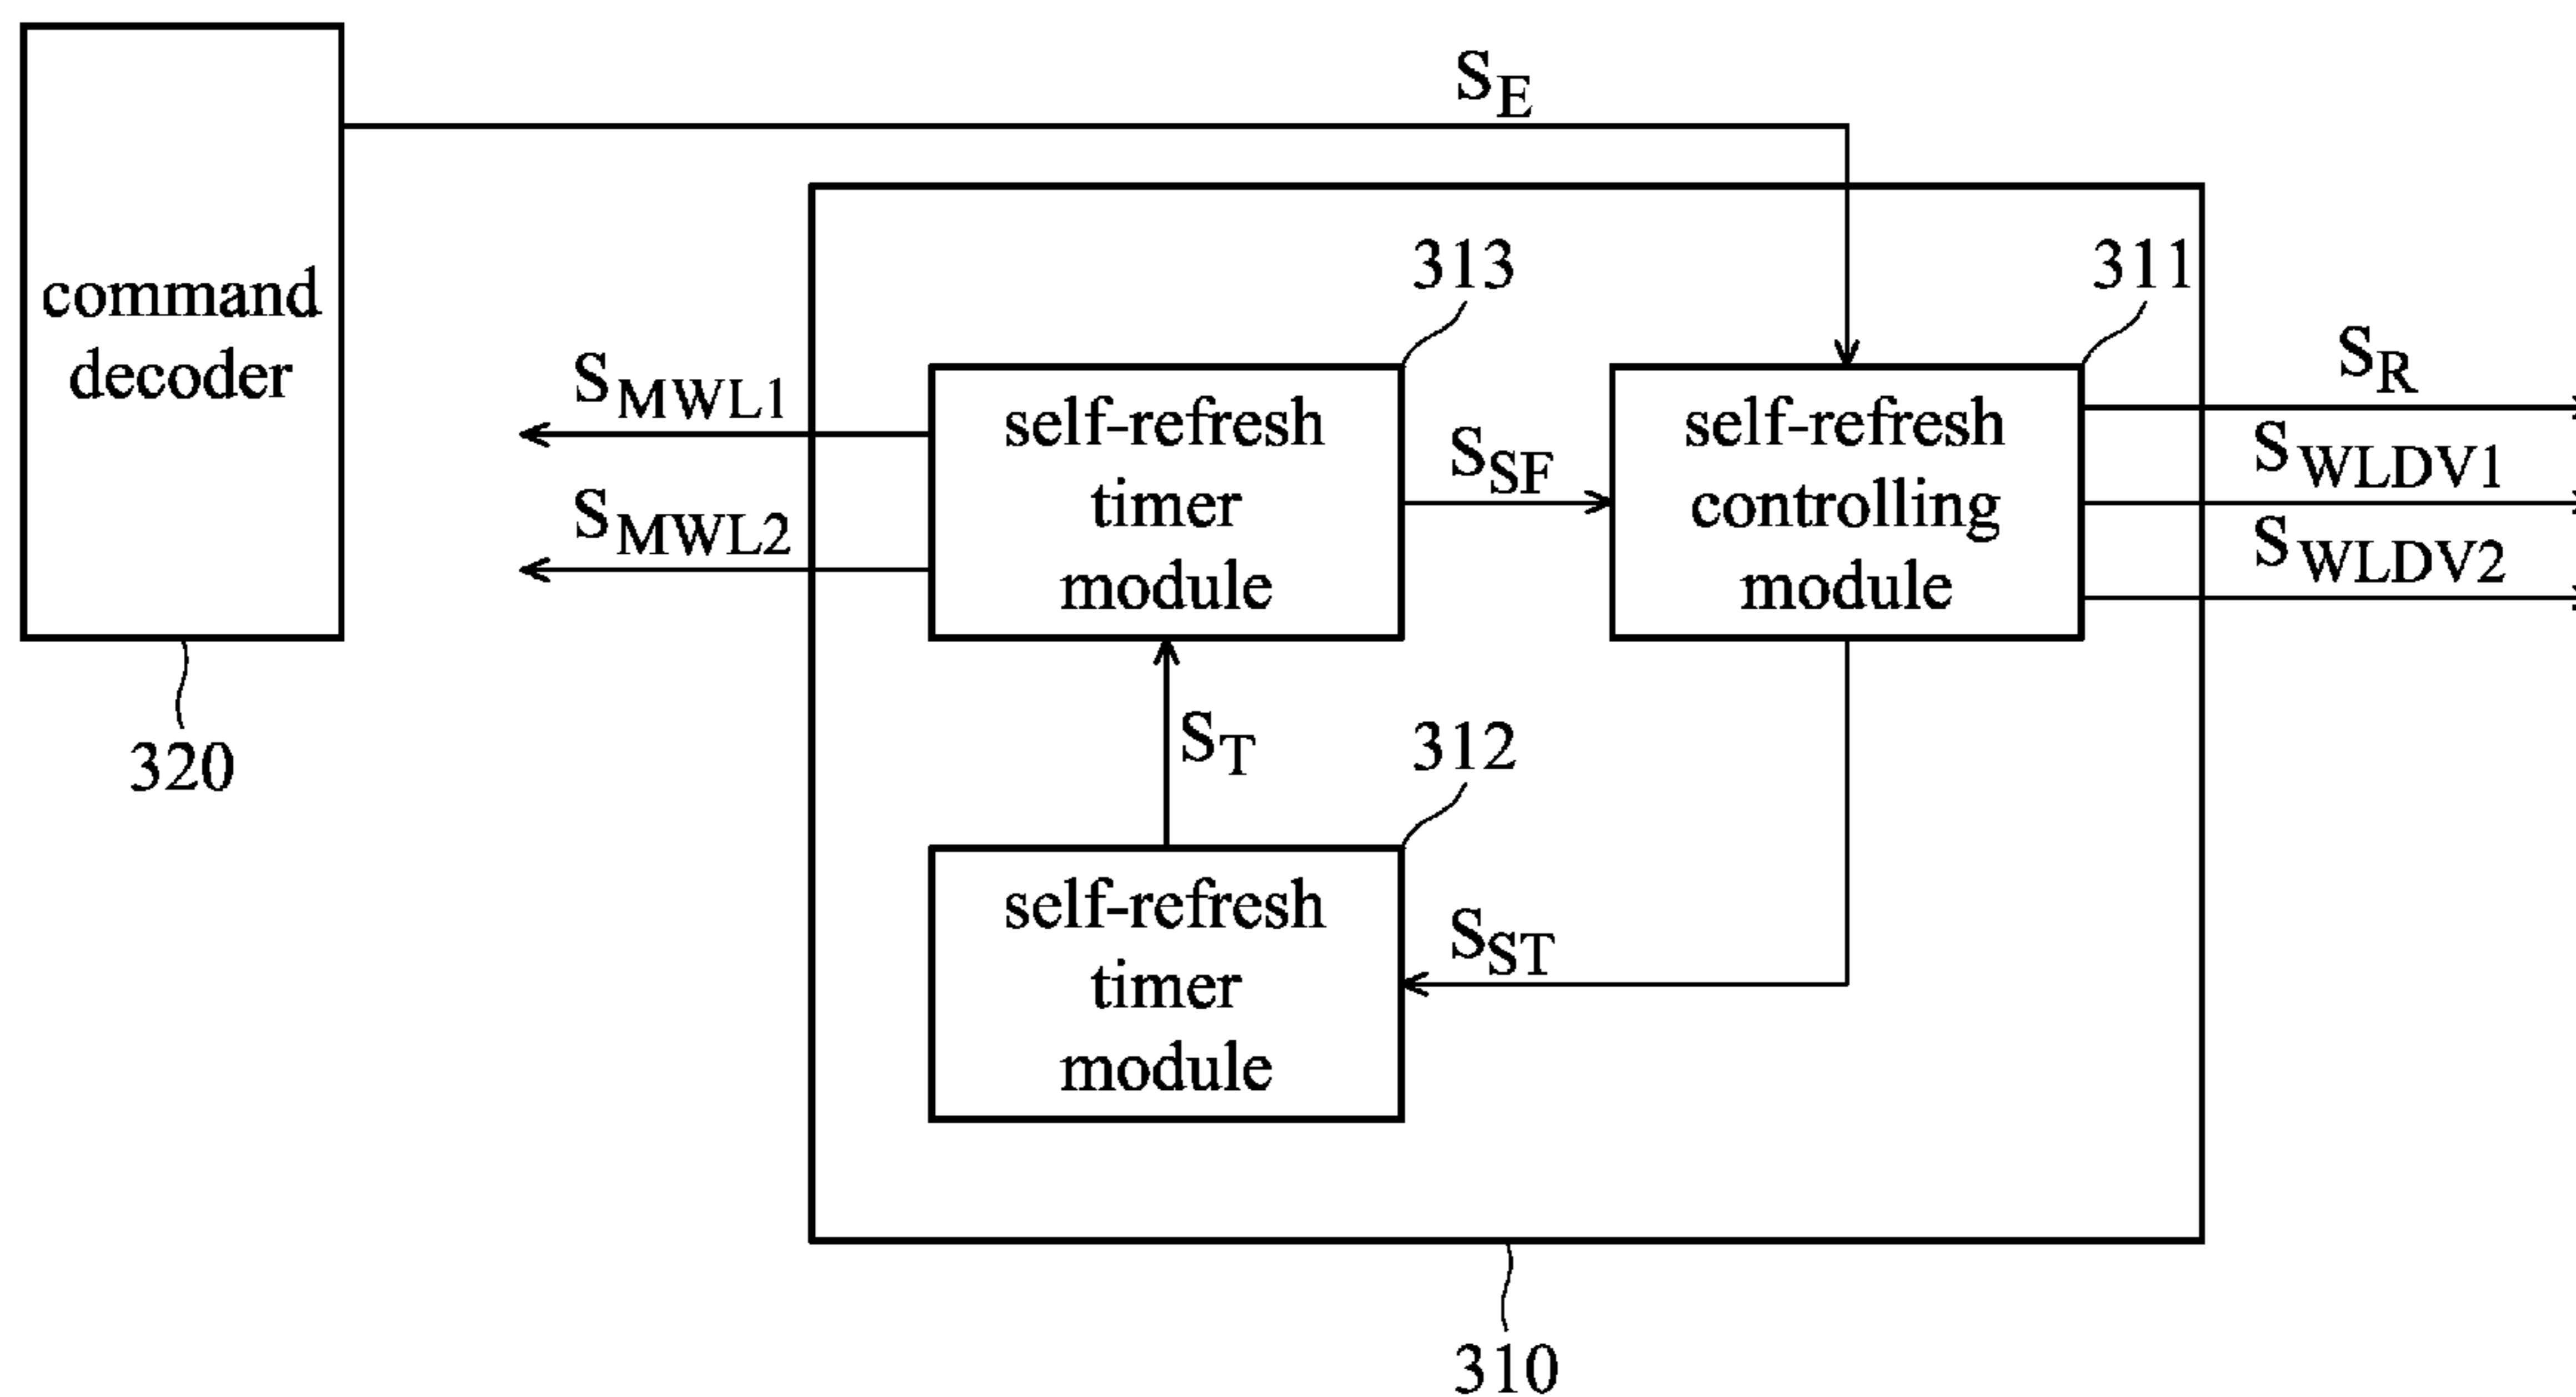 S_E
command
decoder
320
313
311
S_MWL1
S_MWL2
self-refresh
timer
module
S_SF
self-refresh
controlling
module
S_R
S_WLDV1
S_WLDV2
S_T
312
self-refresh
timer
module
S_ST
310